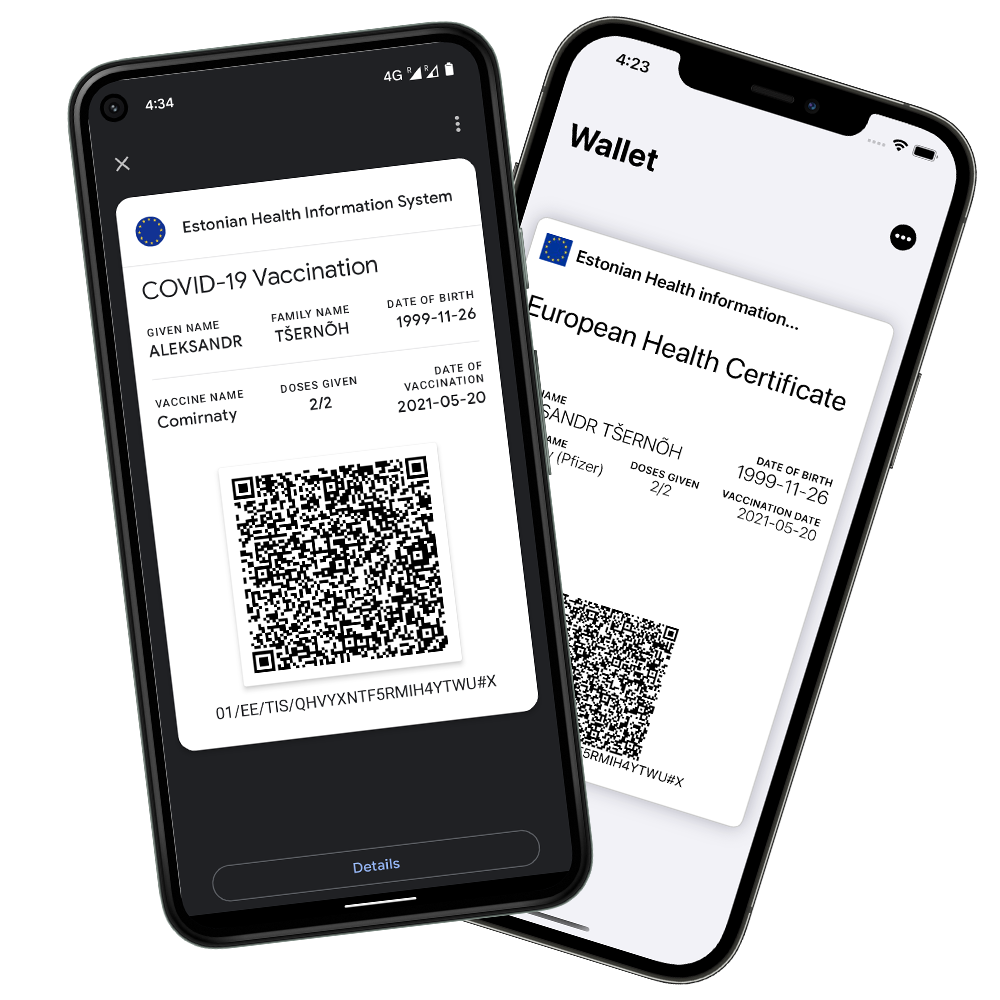 4:34
4G R R
Estonian Health Information System
COVID-19 Vaccination
GIVEN NAME FAMILY NAME DATE OF BIRTH
ALEKSANDR TŠERNÕH 1999-11-26
VACCINE NAME DOSES GIVEN DATE OF VACCINATION
Comirnaty 2/2 2021-05-20
01/EE/TIS/QHVYXNTF5RMIH4YTWU#X
Details
4:23
Wallet
Estonian Health information...
European Health Certificate
NAME
SANDR TŠERNÕH
DATE OF BIRTH
1999-11-26
AME DOSES GIVEN VACCINATION DATE
y (Pfizer) 2/2 2021-05-20
5RMIH4YTWU#X